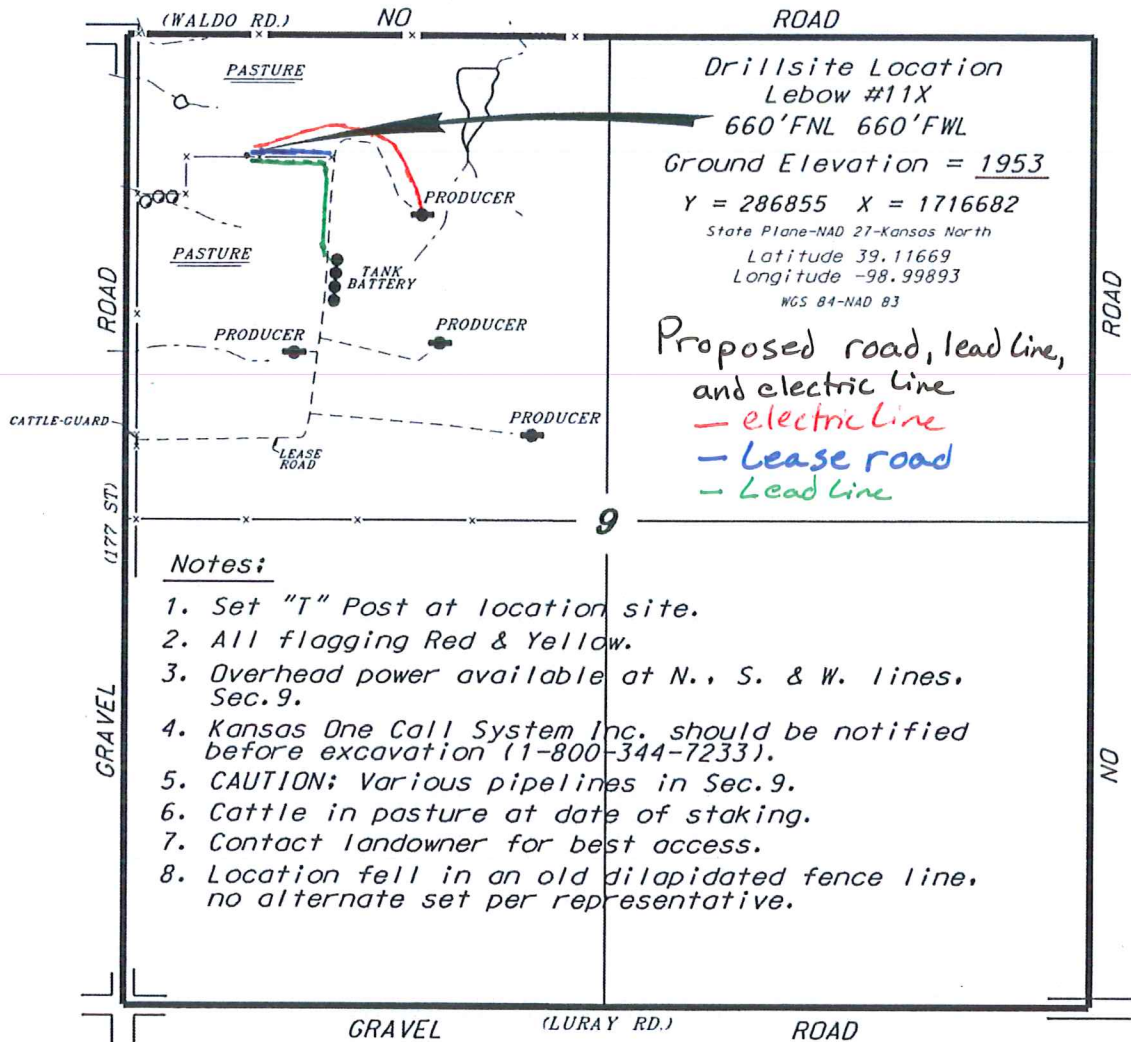 (WALDO RD.) NO ROAD
PASTURE
Drillsite Location
Lebow #11X
660'FNL 660'FWL
Ground Elevation = 1953
Y = 286855 X = 1716682
State Plane-NAD 27-Kansas North
Latitude 39.11669
Longitude -98.99893
WGS 84-NAD 83
PRODUCER
PASTURE
TANK
BATTERY
ROAD
ROAD
PRODUCER
PRODUCER
Proposed road, lead line,
and electric line
— electric line
— Lease road
— Lead Line
CATTLE-GUARD
PRODUCER
LEASE
ROAD
(177 ST)
9
Notes:
1. Set "T" Post at location site.
2. All flagging Red & Yellow.
3. Overhead power available at N., S. & W. lines,
Sec. 9.
4. Kansas One Call System Inc. should be notified
before excavation (1-800-344-7233).
5. CAUTION: Various pipelines in Sec. 9.
6. Cattle in pasture at date of staking.
7. Contact landowner for best access.
8. Location fell in an old dilapidated fence line,
no alternate set per representative.
GRAVEL
NO
GRAVEL (LURAY RD.) ROAD